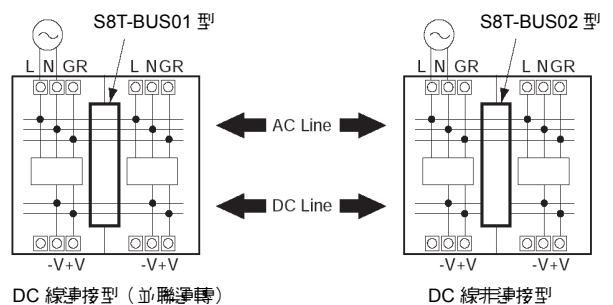 S8T-BUS01 型
S8T-BUS02 型
L N GR L N GR
L N GR L N GR
AC Line
DC Line
-V+V -V+V
-V+V -V+V
DC 線連接型（並聯運轉）
DC 線非連接型